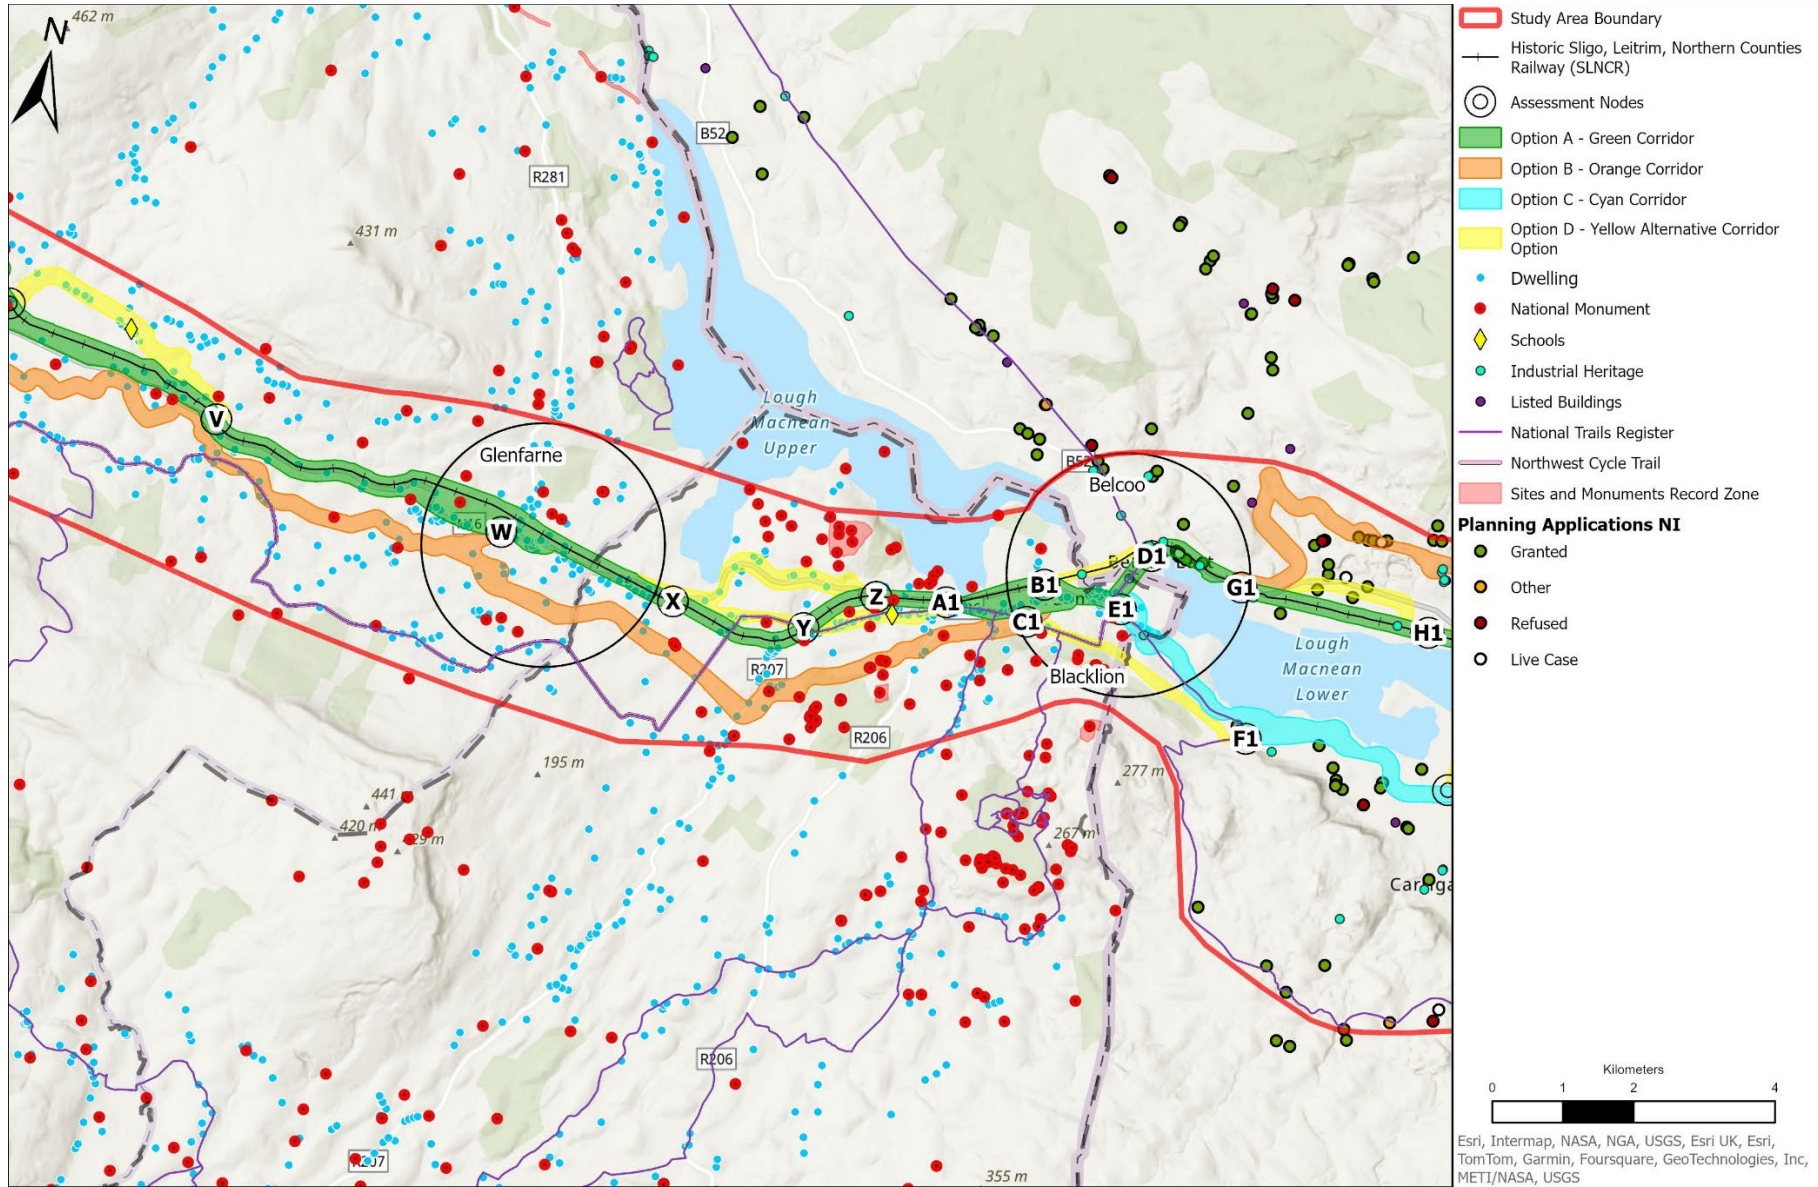 462 m
N
B52
R281
431 m
Lough
Macnean
Upper
V
Glenfarne
B52
Belcoo
W
D1
B1
G1
X
Z
A1
E1
Y
C1
H1
R207
Blacklion
Lough
Macnean
Lower
R206
F1
195 m
277 m
441 m
420 m
267 m
R206
R207
355 m
Study Area Boundary
Historic Sligo, Leitrim, Northern Counties
Railway (SLNCR)
Assessment Nodes
Option A - Green Corridor
Option B - Orange Corridor
Option C - Cyan Corridor
Option D - Yellow Alternative Corridor
Option
Dwelling
National Monument
Schools
Industrial Heritage
Listed Buildings
National Trails Register
Northwest Cycle Trail
Sites and Monuments Record Zone
Planning Applications NI
Granted
Other
Refused
Live Case
Kilometers
0 1 2 4
Esri, Intermap, NASA, NGA, USGS, Esri UK, Esri,
TomTom, Garmin, Foursquare, GeoTechnologies, Inc,
METI/NASA, USGS